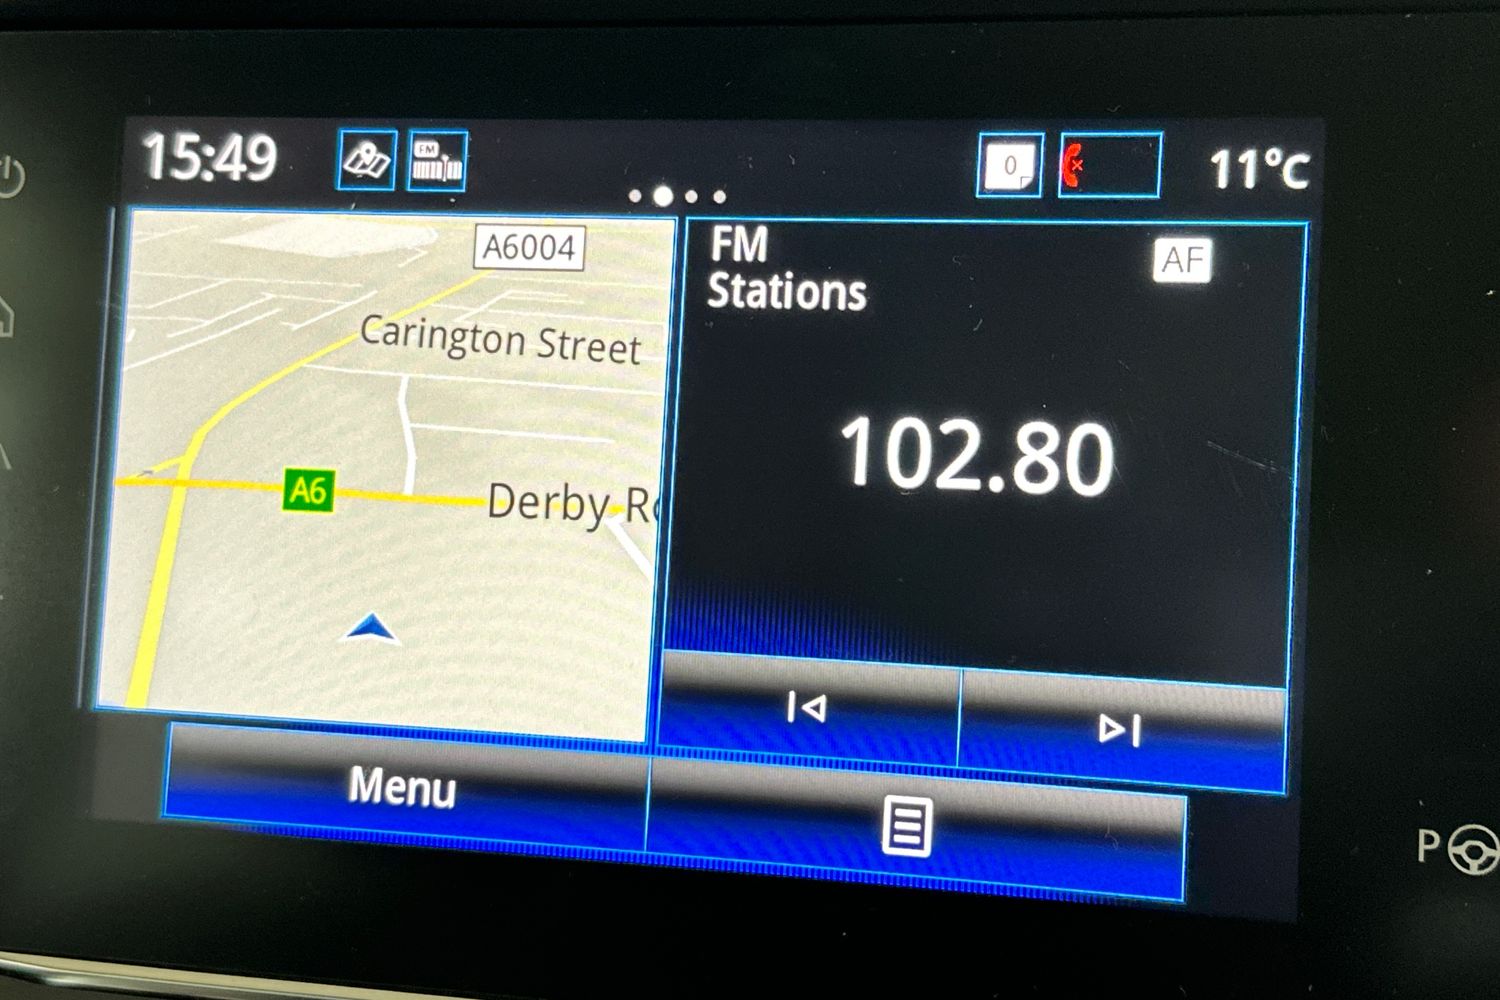 15:49
FM
0
11°C
A6004
Carington Street
A6
Derby R
FM
Stations
AF
102.80
Menu
P